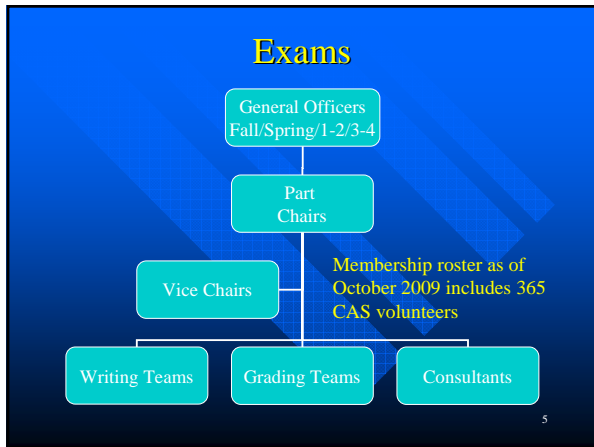 Exams
General Officers
Fall/Spring/1-2/3-4
Part
Chairs
Vice Chairs
Membership roster as of
October 2009 includes 365
CAS volunteers
Writing Teams
Grading Teams
Consultants
5